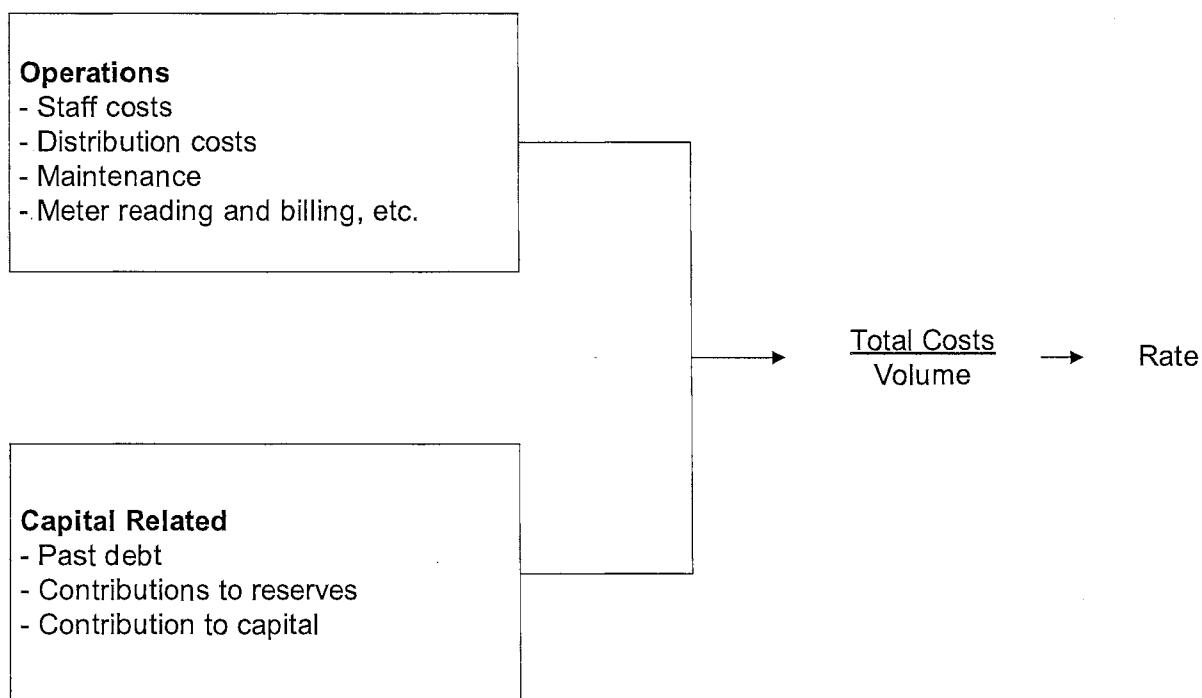 Operations
- Staff costs
- Distribution costs
- Maintenance
- Meter reading and billing, etc.
Total Costs
Volume
Rate
Capital Related
- Past debt
- Contributions to reserves
- Contribution to capital